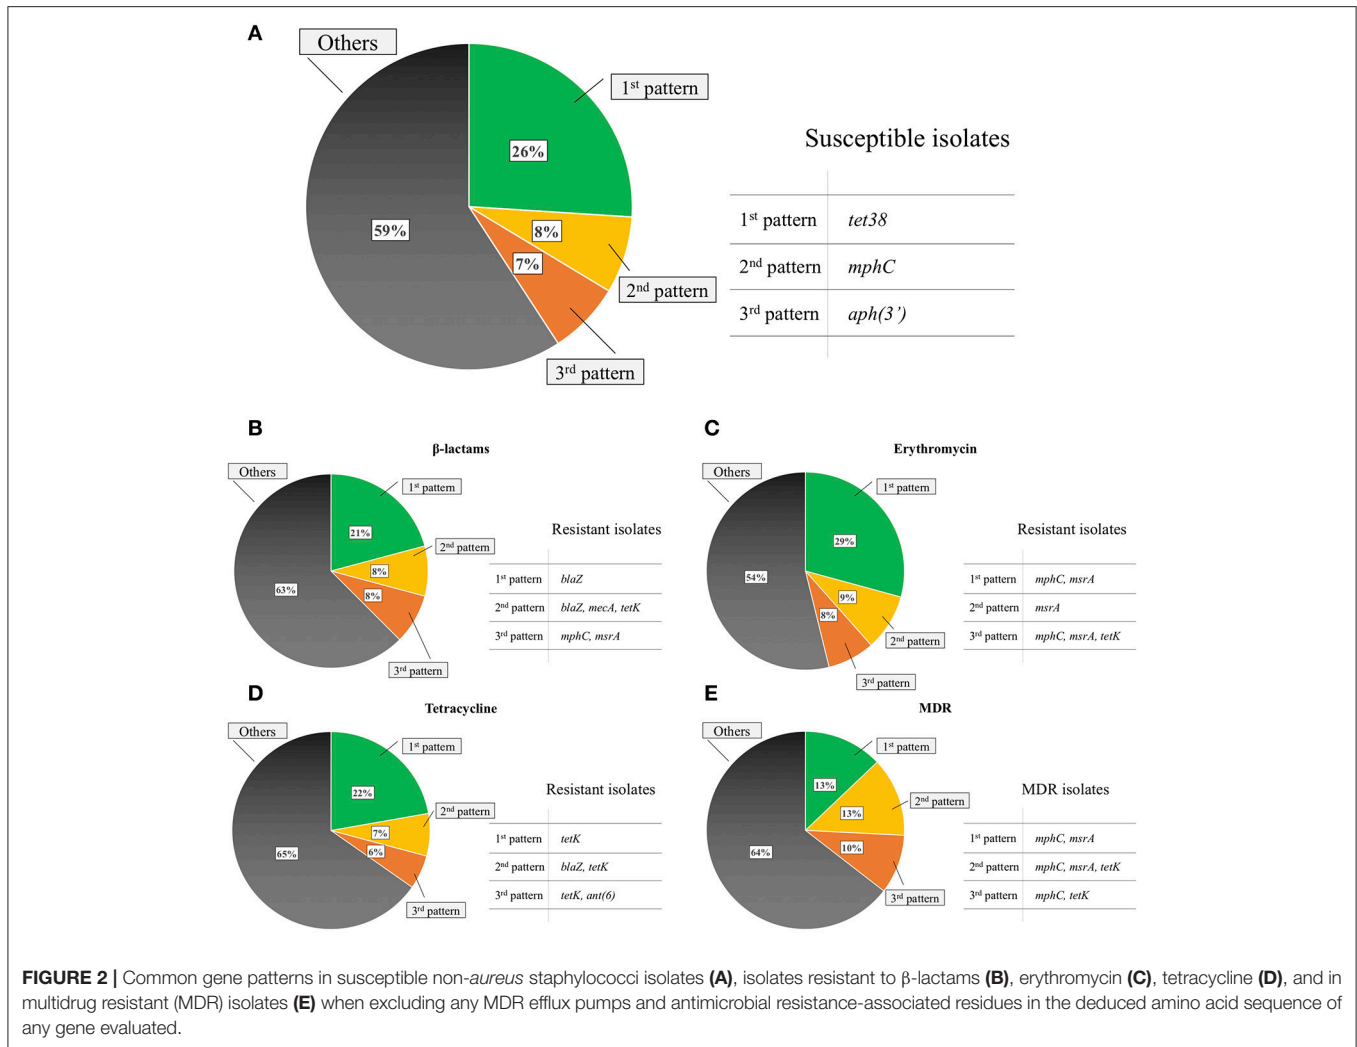 A
Others
1st pattern
26%
59%
8%
7%
2nd pattern
3rd pattern
Susceptible isolates
1st pattern tet38
2nd pattern mphC
3rd pattern aph(3’)
B
β-lactams
Others
1st pattern
21%
2nd pattern
8%
63%
8%
3rd pattern
Resistant isolates
1st pattern blaZ
2nd pattern blaZ, mecA, tetK
3rd pattern mphC, msrA
C
Erythromycin
Others
1st pattern
29%
54%
9%
8%
2nd pattern
3rd pattern
Resistant isolates
1st pattern mphC, msrA
2nd pattern msrA
3rd pattern mphC, msrA, tetK
D
Tetracycline
Others
1st pattern
22%
2nd pattern
7%
65%
6%
3rd pattern
Resistant isolates
1st pattern tetK
2nd pattern blaZ, tetK
3rd pattern tetK, ant(6)
E
MDR
Others
1st pattern
13%
2nd pattern
13%
64%
10%
3rd pattern
MDR isolates
1st pattern mphC, msrA
2nd pattern mphC, msrA, tetK
3rd pattern mphC, tetK
FIGURE 2 | Common gene patterns in susceptible non-aureus staphylococci isolates (A), isolates resistant to β-lactams (B), erythromycin (C), tetracycline (D), and in
multidrug resistant (MDR) isolates (E) when excluding any MDR efflux pumps and antimicrobial resistance-associated residues in the deduced amino acid sequence of
any gene evaluated.